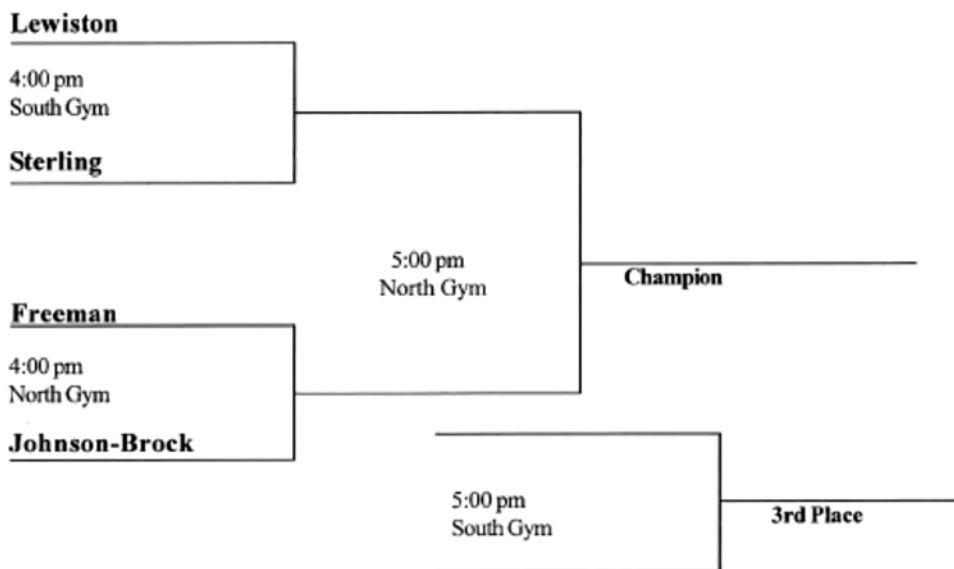 Lewiston
4:00 pm
South Gym
Sterling
5:00 pm
North Gym
Champion
Freeman
4:00 pm
North Gym
Johnson-Brock
5:00 pm
South Gym
3rd Place